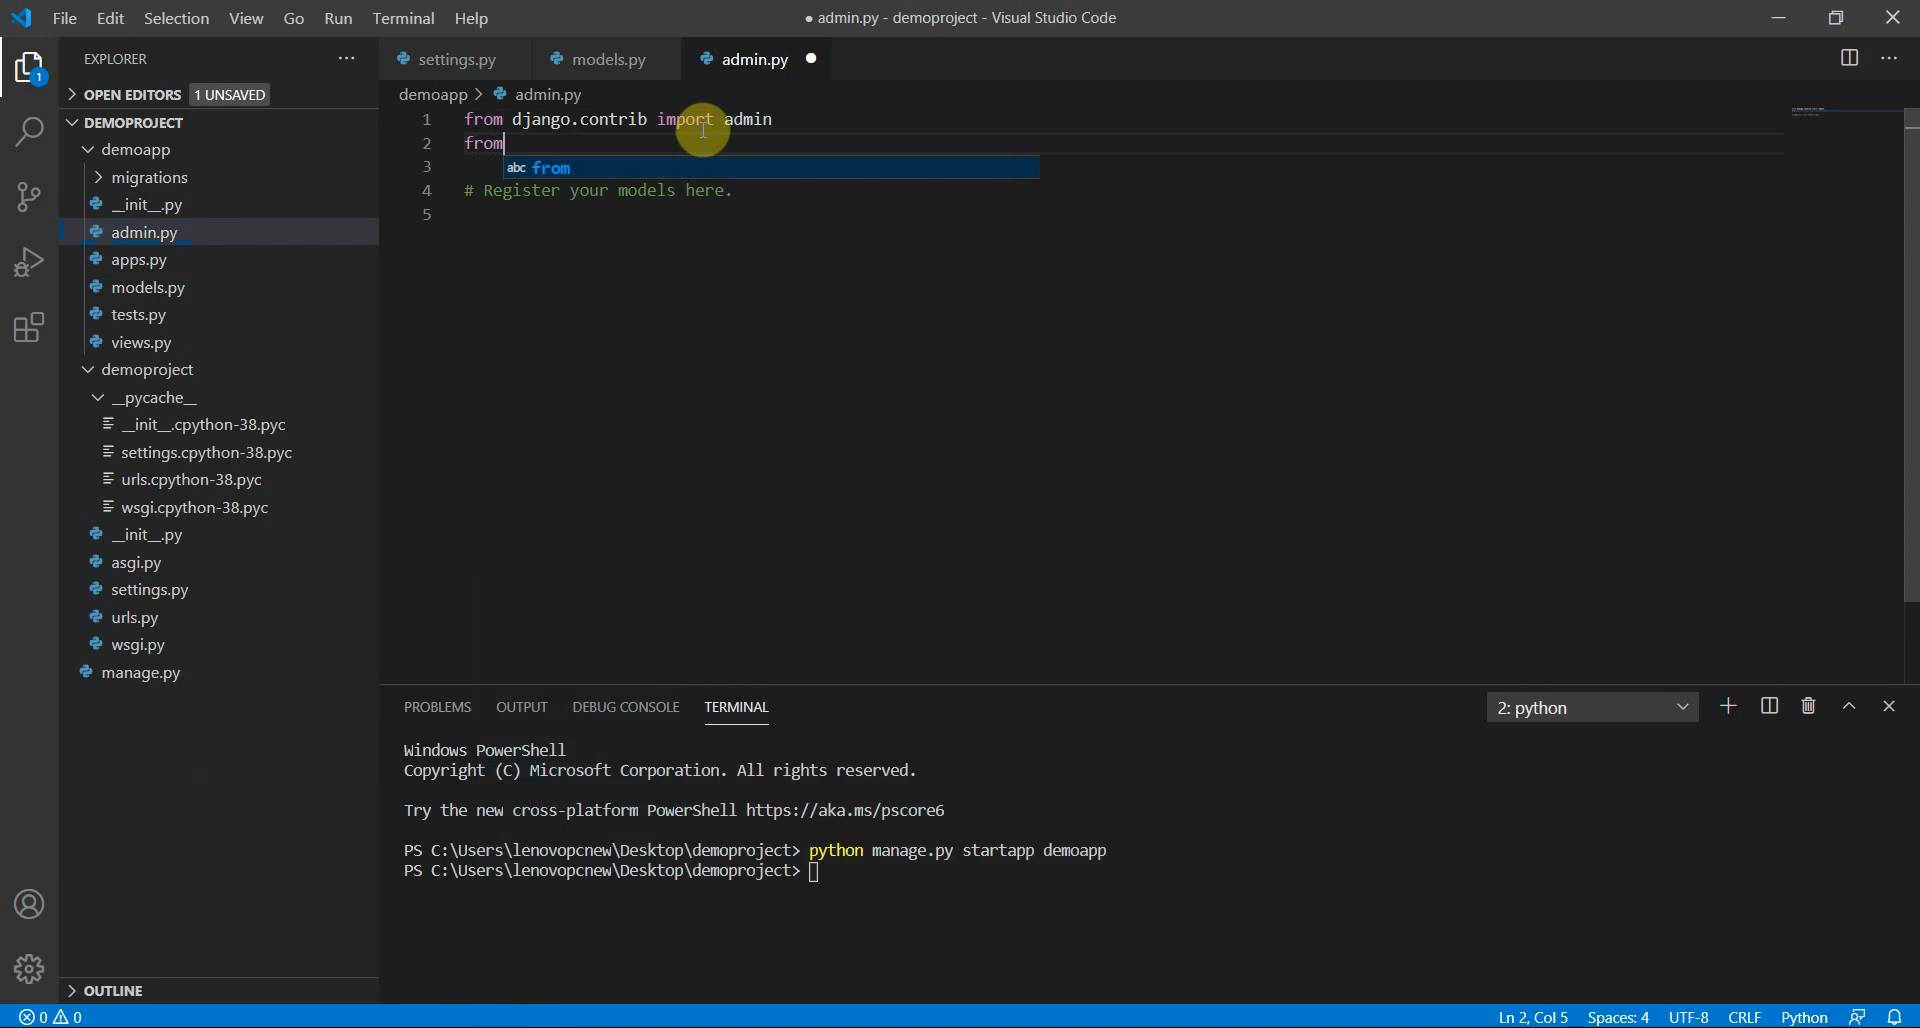 File Edit Selection View Go Run Terminal Help
● admin.py - demoproject - Visual Studio Code
EXPLORER
settings.py
models.py
admin.py
OPEN EDITORS 1 UNSAVED
demoapp > admin.py
DEMOPROJECT
demoapp
migrations
__init__.py
admin.py
apps.py
models.py
tests.py
views.py
demoproject
__pycache__
__init__.cpython-38.pyc
settings.cpython-38.pyc
urls.cpython-38.pyc
wsgi.cpython-38.pyc
__init__.py
asgi.py
settings.py
urls.py
wsgi.py
manage.py
OUTLINE
1 from django.contrib import admin
2 from
3 abc from
4 # Register your models here.
5
PROBLEMS OUTPUT DEBUG CONSOLE TERMINAL
2: python
Windows PowerShell
Copyright (C) Microsoft Corporation. All rights reserved.
Try the new cross-platform PowerShell https://aka.ms/pscore6
PS C:\Users\lenovopcnew\Desktop\demoproject> python manage.py startapp demoapp
PS C:\Users\lenovopcnew\Desktop\demoproject>
1
0 0
Ln 2, Col 5 Spaces: 4 UTF-8 CRLF Python